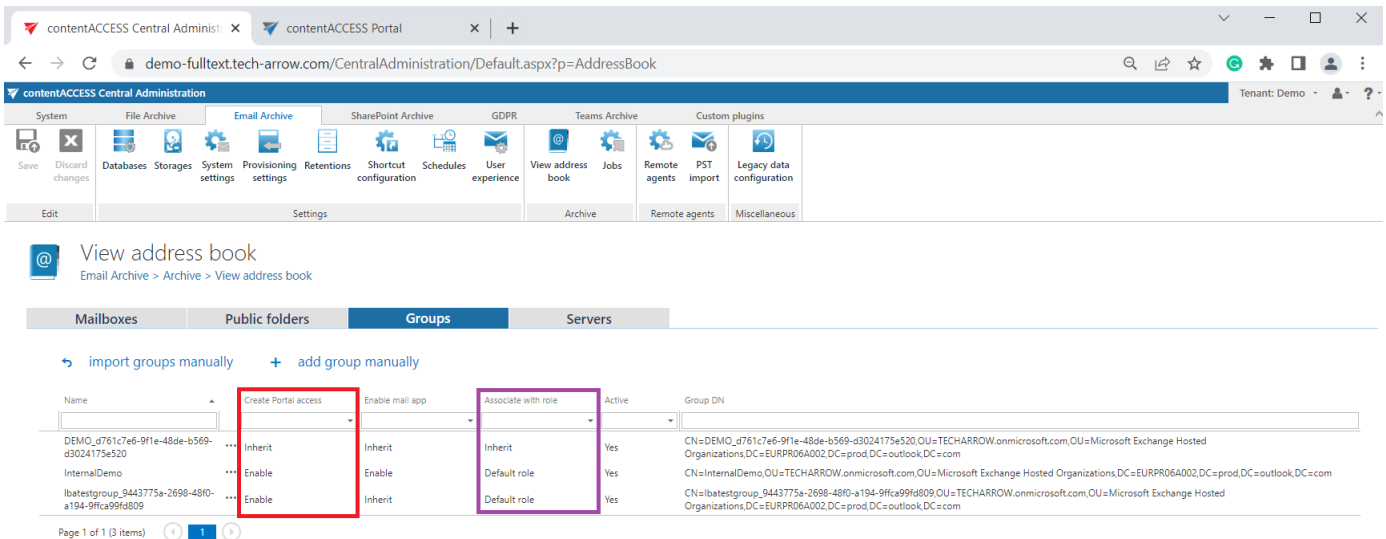 contentACCESS Central Administ
contentACCESS Portal
demo-fulltext.tech-arrow.com/CentralAdministration/Default.aspx?p=AddressBook
contentACCESS Central Administration
Tenant: Demo
System File Archive Email Archive SharePoint Archive GDPR Teams Archive Custom plugins
Save Discard changes Databases Storages System settings Provisioning settings Retentions Shortcut configuration Schedules User experience View address book Jobs Remote agents PST import Legacy data configuration
Edit Settings Archive Remote agents Miscellaneous
View address book
Email Archive > Archive > View address book
Mailboxes Public folders Groups Servers
import groups manually + add group manually
Name Create Portal access Enable mail app Associate with role Active Group DN
DEMO_d761c7e6-9f1e-48de-b569-d3024175e520 ••• Inherit Inherit Inherit Yes CN=DEMO_d761c7e6-9f1e-48de-b569-d3024175e520,OU=TECHARROW.onmicrosoft.com,OU=Microsoft Exchange Hosted Organizations,DC=EURPR06A002,DC=prod,DC=outlook,DC=com
InternalDemo ••• Enable Enable Default role Yes CN=InternalDemo,OU=TECHARROW.onmicrosoft.com,OU=Microsoft Exchange Hosted Organizations,DC=EURPR06A002,DC=prod,DC=outlook,DC=com
lbatestgroup_9443775a-2698-48f0-a194-9ffca99fd809 ••• Enable Inherit Default role Yes CN=lbatestgroup_9443775a-2698-48f0-a194-9ffca99fd809,OU=TECHARROW.onmicrosoft.com,OU=Microsoft Exchange Hosted Organizations,DC=EURPR06A002,DC=prod,DC=outlook,DC=com
Page 1 of 1 (3 items) 1